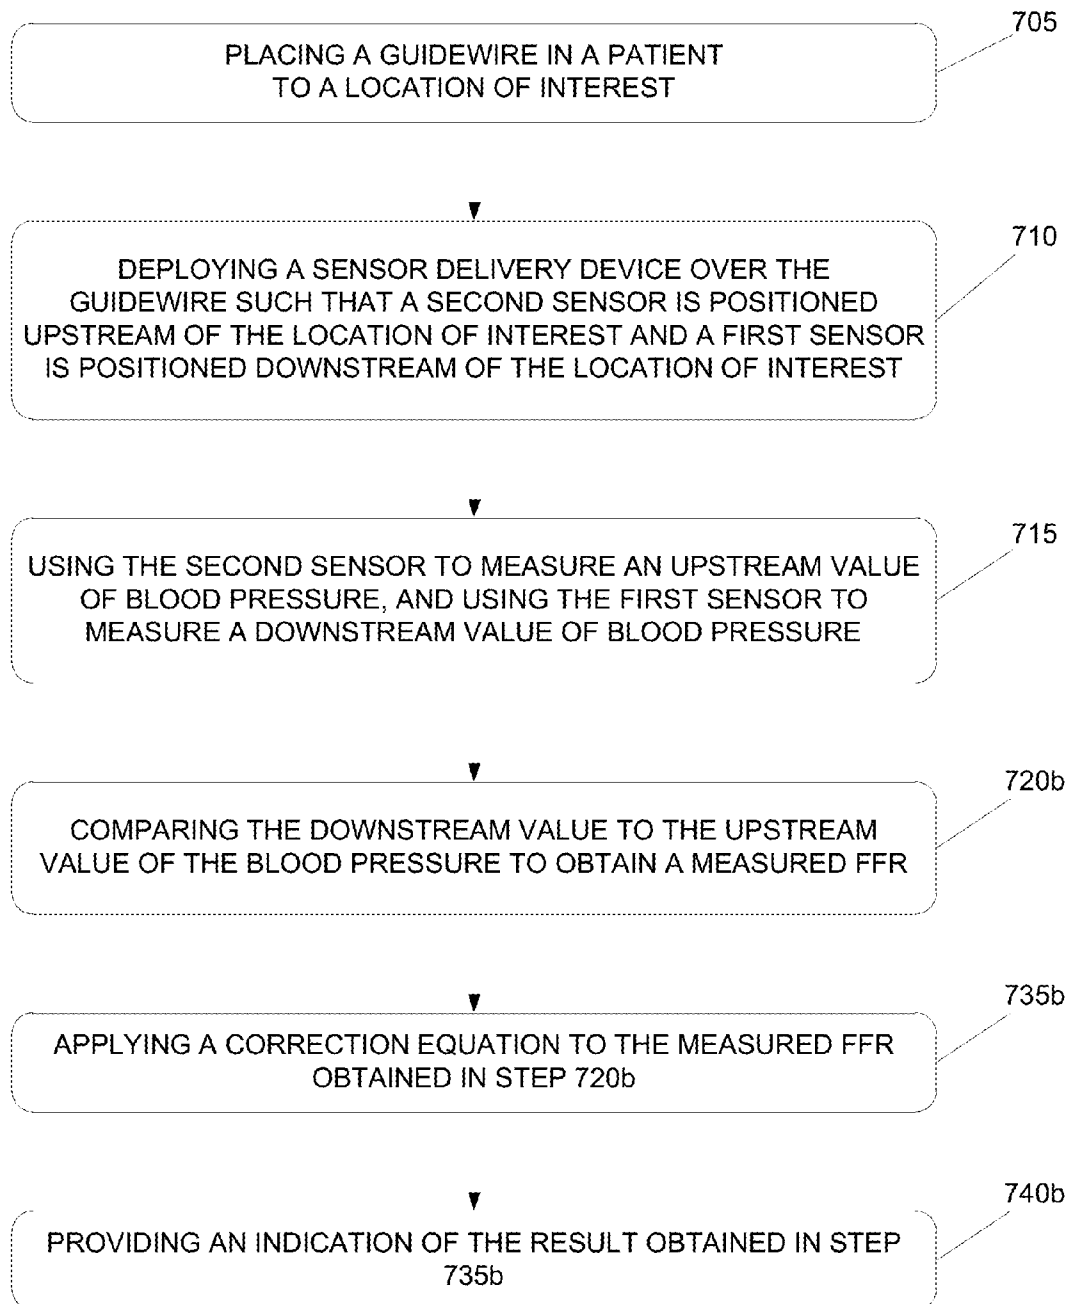 705
PLACING A GUIDEWIRE IN A PATIENT
TO A LOCATION OF INTEREST
710
DEPLOYING A SENSOR DELIVERY DEVICE OVER THE
GUIDEWIRE SUCH THAT A SECOND SENSOR IS POSITIONED
UPSTREAM OF THE LOCATION OF INTEREST AND A FIRST SENSOR
IS POSITIONED DOWNSTREAM OF THE LOCATION OF INTEREST
715
USING THE SECOND SENSOR TO MEASURE AN UPSTREAM VALUE
OF BLOOD PRESSURE, AND USING THE FIRST SENSOR TO
MEASURE A DOWNSTREAM VALUE OF BLOOD PRESSURE
720b
COMPARING THE DOWNSTREAM VALUE TO THE UPSTREAM
VALUE OF THE BLOOD PRESSURE TO OBTAIN A MEASURED FFR
735b
APPLYING A CORRECTION EQUATION TO THE MEASURED FFR
OBTAINED IN STEP 720b
740b
PROVIDING AN INDICATION OF THE RESULT OBTAINED IN STEP
735b